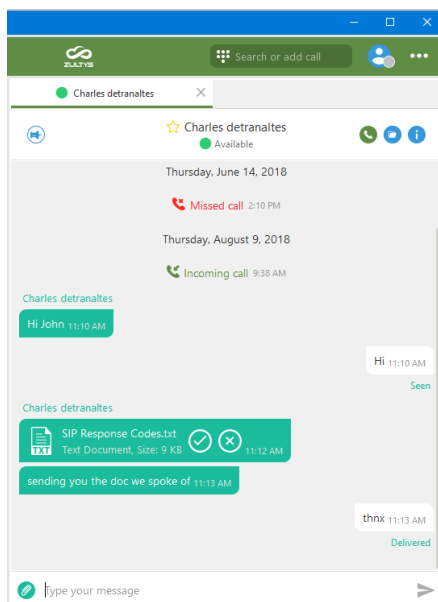 ZULTYS
Search or add call
Charles detranaltes
Charles detranaltes
Available
Thursday, June 14, 2018
Missed call 2:10 PM
Thursday, August 9, 2018
Incoming call 9:38 AM
Charles detranaltes
Hi John 11:10 AM
Hi 11:10 AM
Seen
Charles detranaltes
SIP Response Codes.txt
TXT Text Document, Size: 9 KB 11:12 AM
sending you the doc we spoke of 11:13 AM
thnx 11:13 AM
Delivered
Type your message